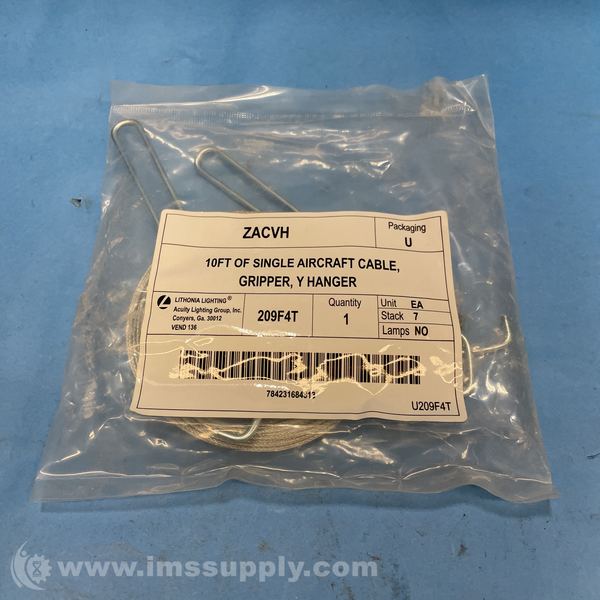 ZACVH
Packaging
U
10FT OF SINGLE AIRCRAFT CABLE,
GRIPPER, Y HANGER
LITHONIA LIGHTING®
Acuity Lighting Group, Inc.
Conyers, Ga. 30012
VEND 136
209F4T
Quantity
1
Unit EA
Stack 7
Lamps NO
U209F4T
www.imssupply.com